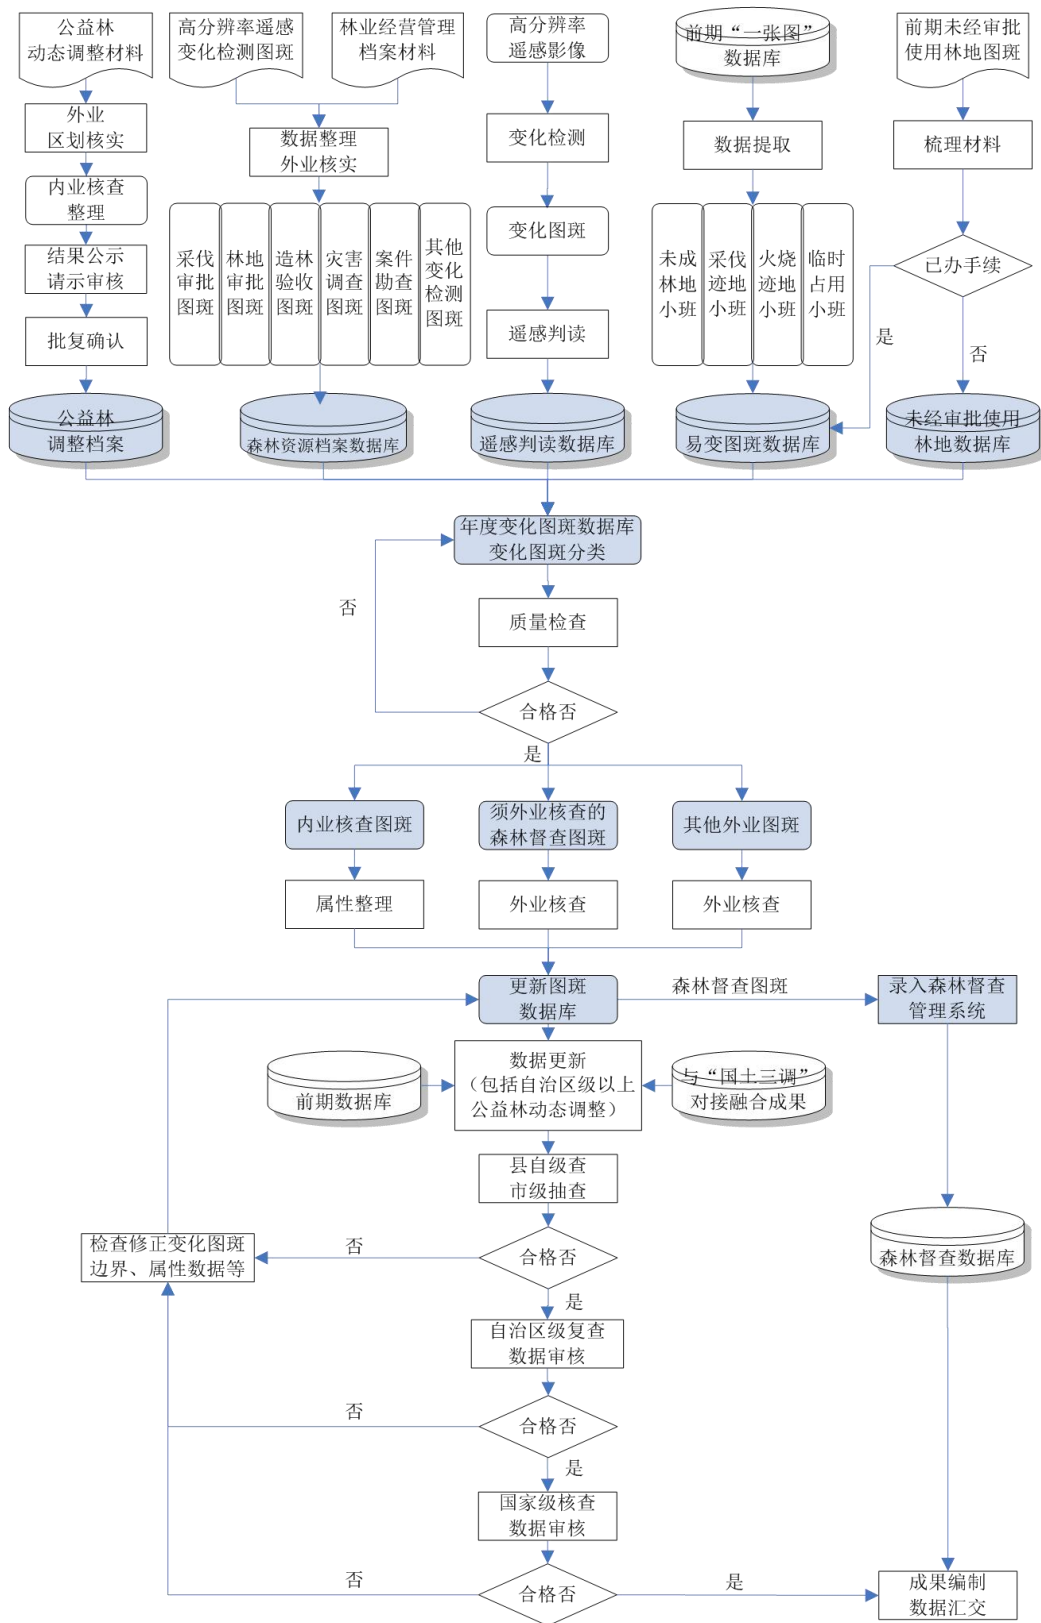 公益林
动态调整材料
高分辨率遥感
变化检测图斑
林业经营管理
档案材料
高分辨率
遥感影像
前期“一张图”
数据库
前期未经审批
使用林地图斑
外业
区划核实
数据整理
外业核实
变化检测
数据提取
梳理材料
内业核查
整理
采伐
审批
图斑
林地
审批
图斑
造林
验收
图斑
灾害
调查
图斑
案件
勘查
图斑
其他
变化
检测
图斑
变化图斑
未成
林地
小班
采伐
迹地
小班
火烧
迹地
小班
临时
占用
小班
已办手续
结果公示
请示审核
批复确认
遥感判读
是
否
公益林
调整档案
森林资源档案数据库
遥感判读数据库
易变图斑数据库
未经审批使用
林地数据库
年度变化图斑数据库
变化图斑分类
否
质量检查
合格否
是
内业核查图斑
须外业核查的
森林督查图斑
其他外业图斑
属性整理
外业核查
外业核查
更新图斑
数据库
森林督查图斑
录入森林督查
管理系统
前期数据库
数据更新
（包括自治区级以上
公益林动态调整）
与“国土三调”
对接融合成果
县自级查
市级抽查
检查修正变化图斑
边界、属性数据等
否
合格否
森林督查数据库
是
自治区级复查
数据审核
否
合格否
是
国家级核查
数据审核
否
合格否
是
成果编制
数据汇交